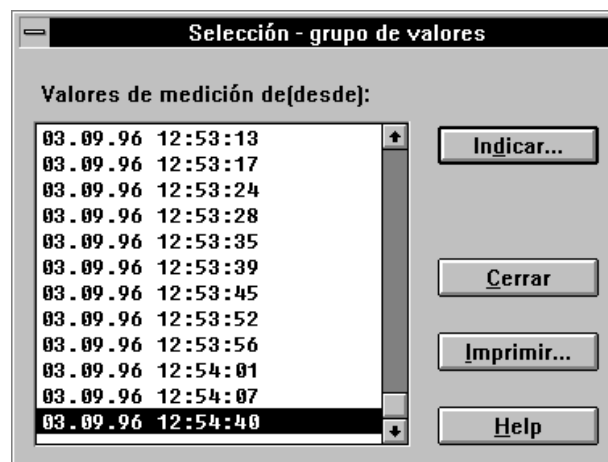 Selección - grupo de valores
Valores de medición de(desde):
03.09.96 12:53:13
03.09.96 12:53:17
03.09.96 12:53:24
03.09.96 12:53:28
03.09.96 12:53:35
03.09.96 12:53:39
03.09.96 12:53:45
03.09.96 12:53:52
03.09.96 12:53:56
03.09.96 12:54:01
03.09.96 12:54:07
03.09.96 12:54:40
Indicar...
Cerrar
Imprimir...
Help